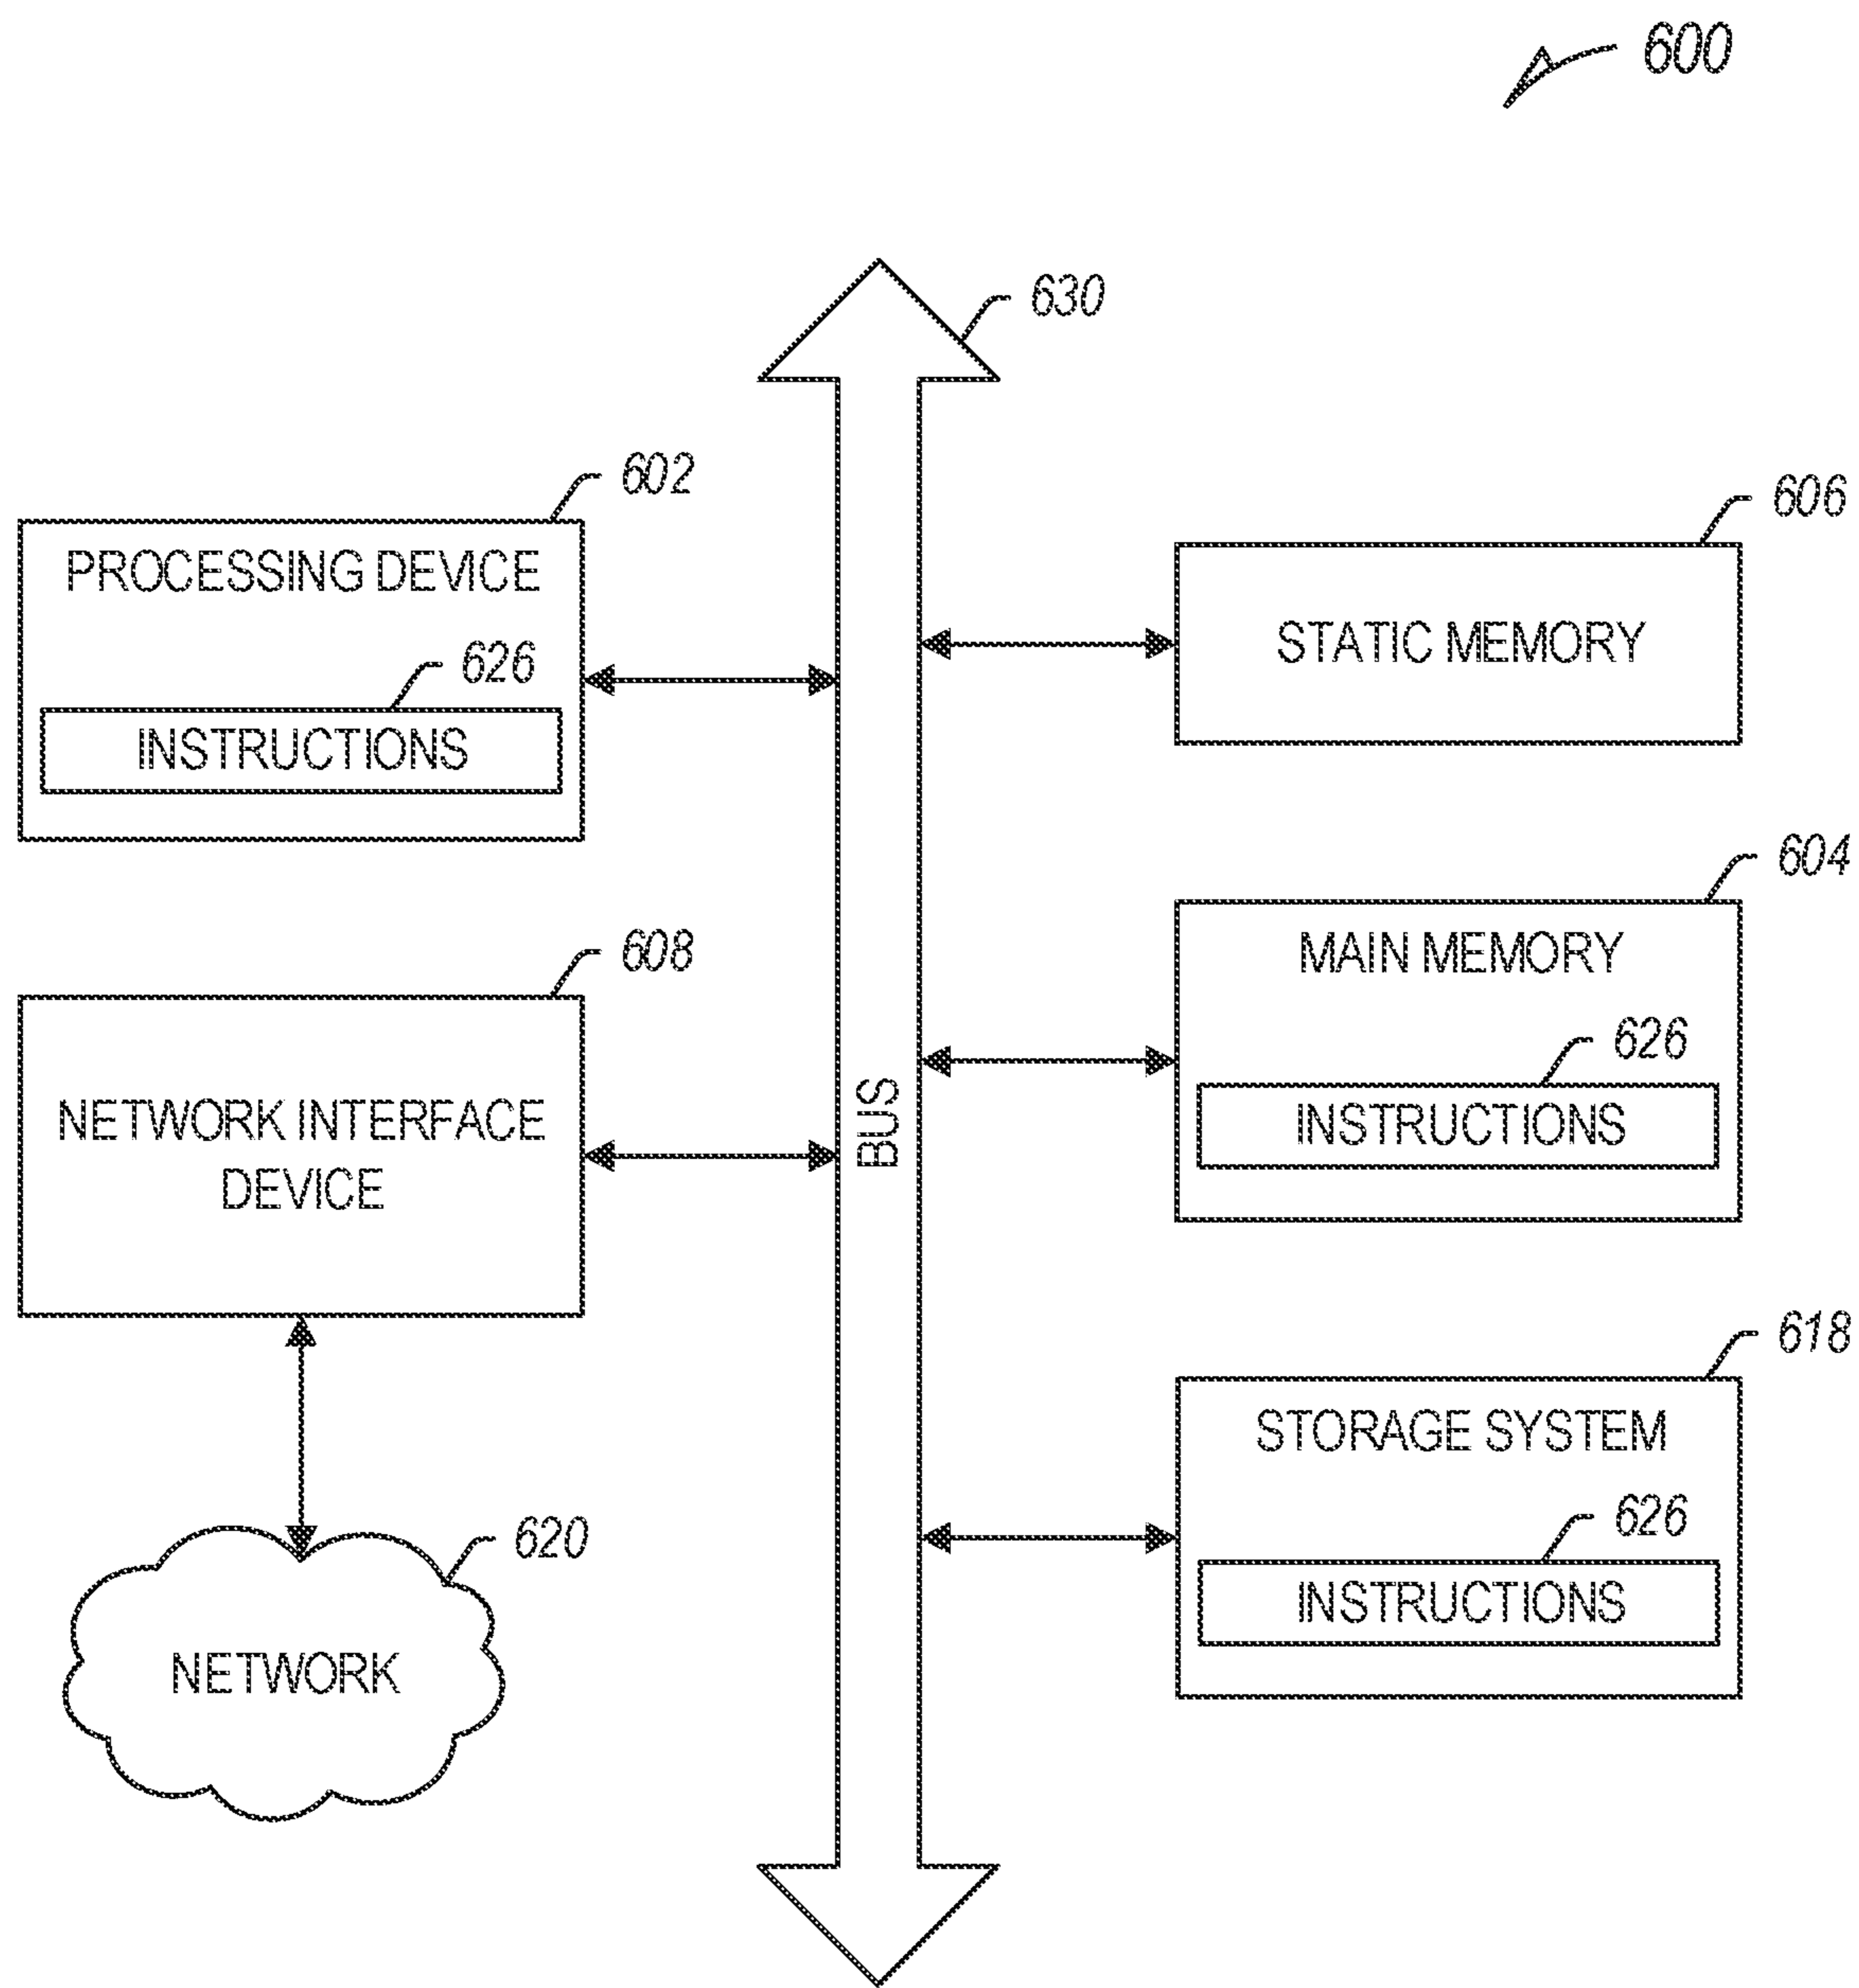 600
630
602
PROCESSING DEVICE
626
INSTRUCTIONS
608
NETWORK INTERFACE
DEVICE
620
NETWORK
BUS
606
STATIC MEMORY
604
MAIN MEMORY
626
INSTRUCTIONS
618
STORAGE SYSTEM
626
INSTRUCTIONS